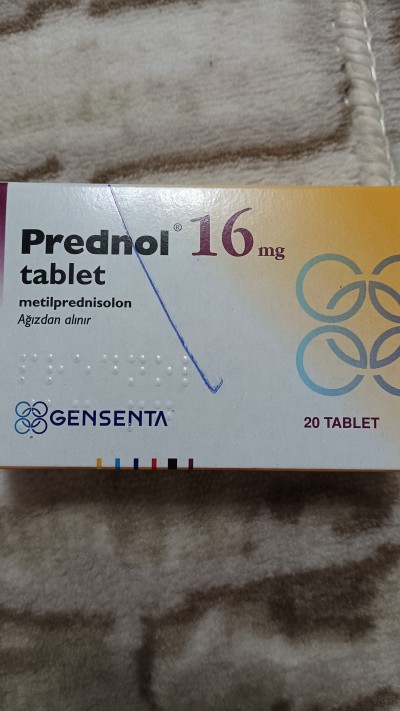 Prednol® 16 mg
tablet
metilprednisolon
Ağızdan alınır
GENSENTA
20 TABLET